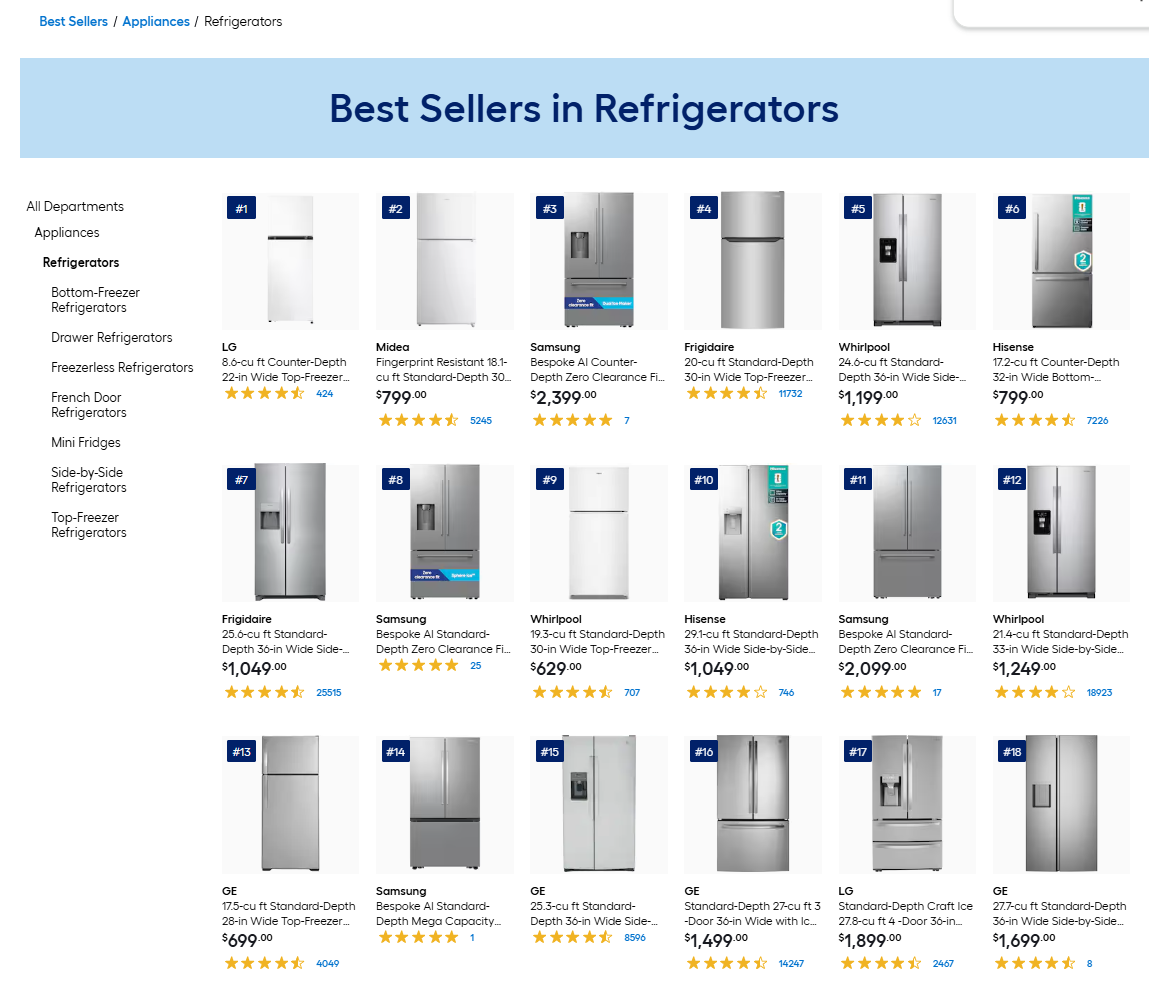 Best Sellers / Appliances / Refrigerators
Best Sellers in Refrigerators
All Departments
Appliances
Refrigerators
Bottom-Freezer
Refrigerators
Drawer Refrigerators
Freezerless Refrigerators
French Door
Refrigerators
Mini Fridges
Side-by-Side
Refrigerators
Top-Freezer
Refrigerators
#1
LG
8.6-cu ft Counter-Depth
22-in Wide Top-Freezer...
424
#2
Midea
Fingerprint Resistant 18.1-
cu ft Standard-Depth 30...
$799.00
5245
#3
Zero
clearance fit
Samsung
Bespoke AI Counter-
Depth Zero Clearance Fi...
$2,399.00
7
#4
Frigidaire
20-cu ft Standard-Depth
30-in Wide Top-Freezer...
11732
#5
Whirlpool
24.6-cu ft Standard-
Depth 36-in Wide Side-...
$1,199.00
12631
#6
Hisense
2
Hisense
17.2-cu ft Counter-Depth
32-in Wide Bottom-...
$799.00
7226
#7
Frigidaire
25.6-cu ft Standard-
Depth 36-in Wide Side-...
$1,049.00
25515
#8
Zero
clearance fit
Samsung
Bespoke AI Standard-
Depth Zero Clearance Fi...
25
#9
Whirlpool
19.3-cu ft Standard-Depth
30-in Wide Top-Freezer...
$629.00
707
#10
Hisense
2
Hisense
29.1-cu ft Standard-Depth
36-in Wide Side-by-Side...
$1,049.00
746
#11
Samsung
Bespoke AI Standard-
Depth Zero Clearance Fi...
$2,099.00
17
#12
Whirlpool
21.4-cu ft Standard-Depth
33-in Wide Side-by-Side...
$1,249.00
18923
#13
GE
17.5-cu ft Standard-Depth
28-in Wide Top-Freezer...
$699.00
4049
#14
Samsung
Bespoke AI Standard-
Depth Mega Capacity...
1
#15
GE
25.3-cu ft Standard-
Depth 36-in Wide Side-...
8596
#16
GE
Standard-Depth 27-cu ft 3
-Door 36-in Wide with Ic...
$1,499.00
14247
#17
LG
Standard-Depth Craft Ice
27.8-cu ft 4 -Door 36-in...
$1,899.00
2467
#18
GE
27.7-cu ft Standard-Depth
36-in Wide Side-by-Side...
$1,699.00
8